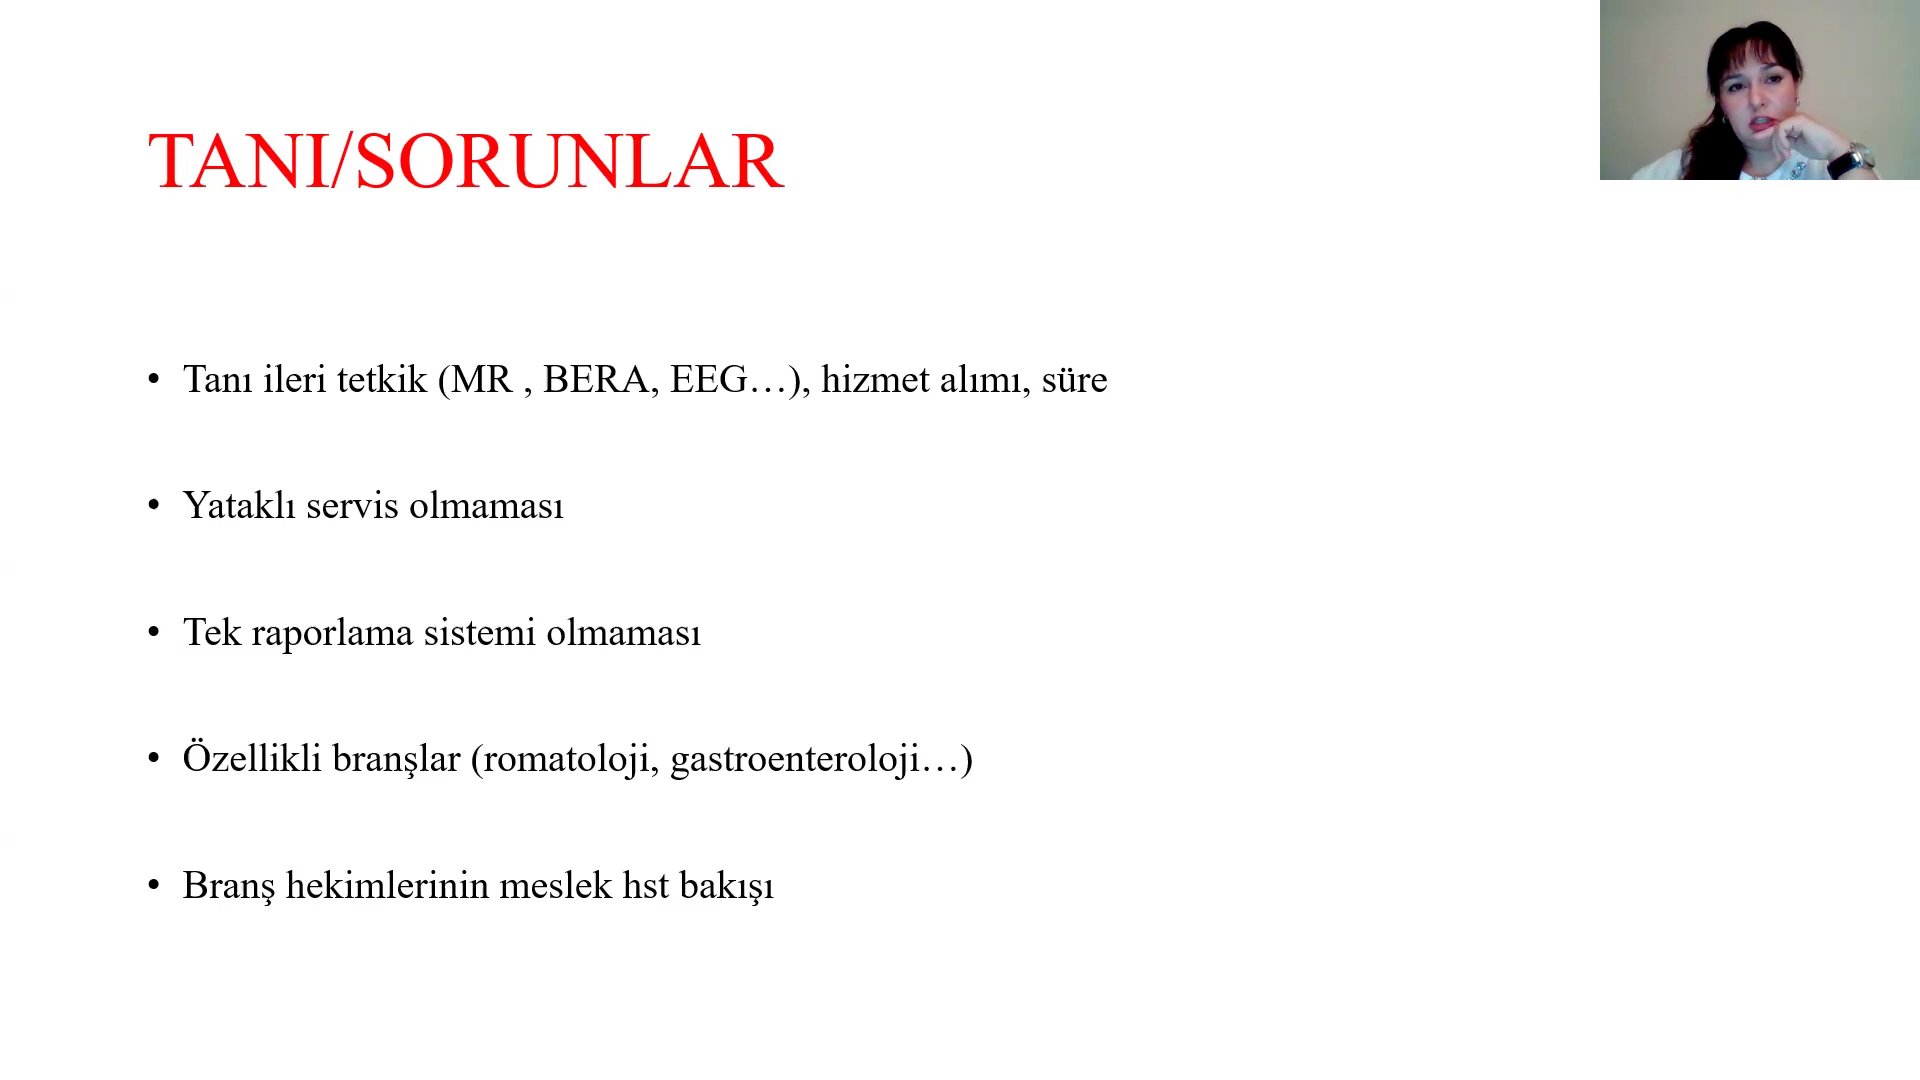 TANI/SORUNLAR
• Tanı ileri tetkik (MR , BERA, EEG…), hizmet alımı, süre
• Yataklı servis olmaması
• Tek raporlama sistemi olmaması
• Özellikli branşlar (romatoloji, gastroenteroloji…)
• Branş hekimlerinin meslek hst bakışı